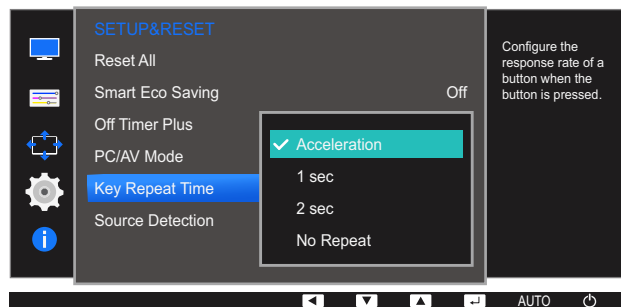 SETUP&RESET
Reset All
Smart Eco Saving Off
Off Timer Plus
PC/AV Mode
Key Repeat Time
Source Detection
Acceleration
1 sec
2 sec
No Repeat
Configure the
response rate of a
button when the
button is pressed.
AUTO